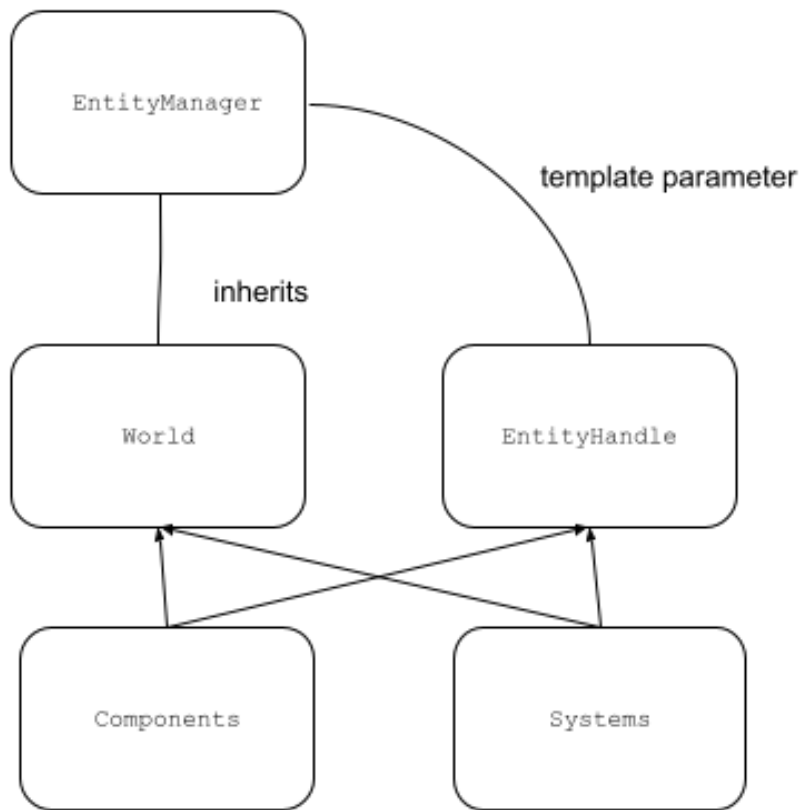 EntityManager
template parameter
inherits
World
EntityHandle
Components
Systems